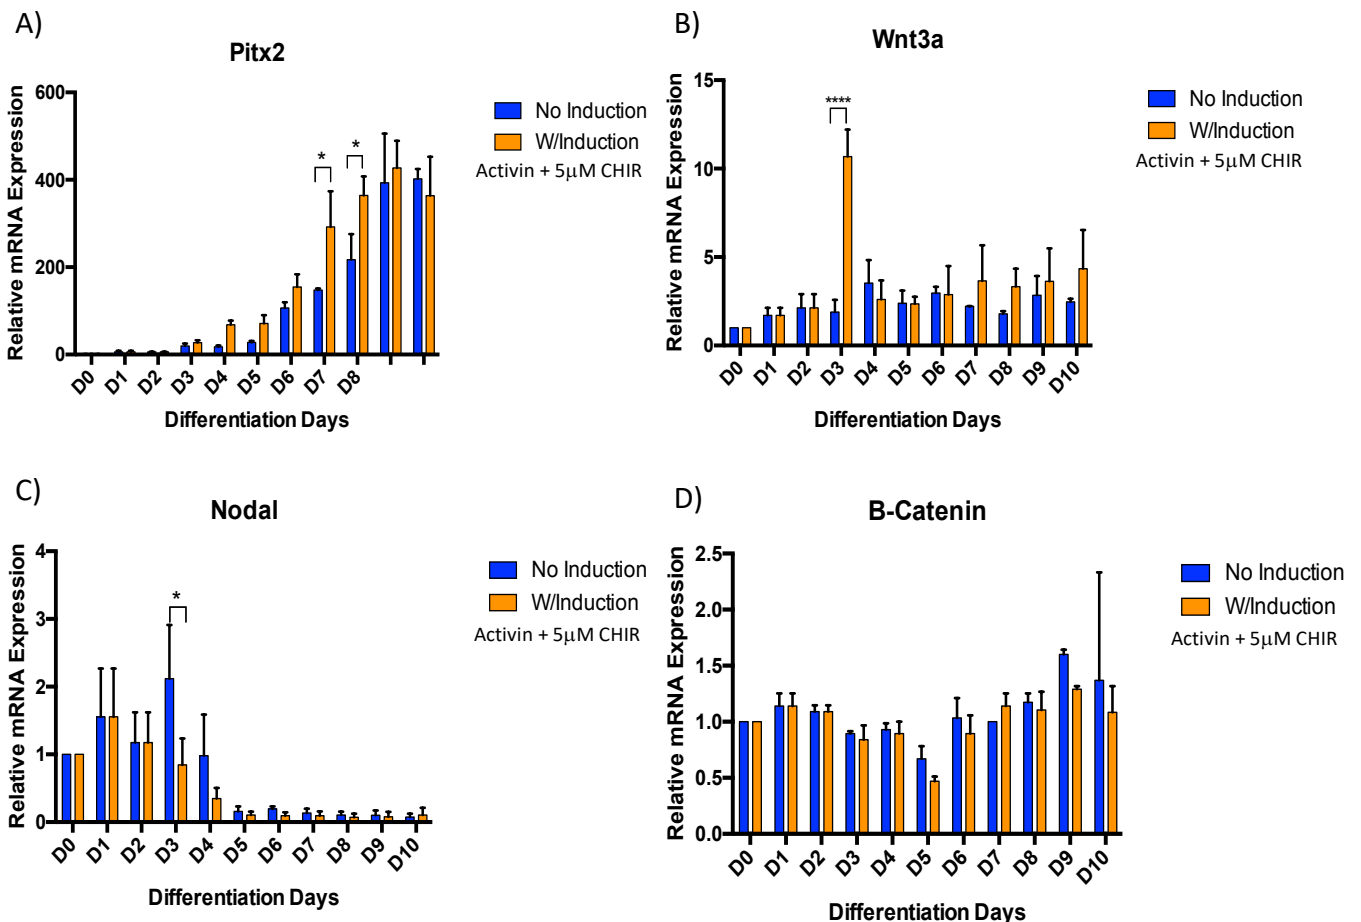 A)
Pitx2
600
400
200
0
Relative mRNA Expression
*
*
D0 D1 D2 D3 D4 D5 D6 D7 D8
Differentiation Days
No Induction
W/Induction
Activin + 5μM CHIR
B)
Wnt3a
15
10
5
0
Relative mRNA Expression
****
D0 D1 D2 D3 D4 D5 D6 D7 D8 D9 D10
Differentiation Days
No Induction
W/Induction
Activin + 5μM CHIR
C)
Nodal
4
3
2
1
0
Relative mRNA Expression
*
D0 D1 D2 D3 D4 D5 D6 D7 D8 D9 D10
Differentiation Days
No Induction
W/Induction
Activin + 5μM CHIR
D)
B-Catenin
2.5
2.0
1.5
1.0
0.5
0.0
Relative mRNA Expression
D0 D1 D2 D3 D4 D5 D6 D7 D8 D9 D10
Differentiation Days
No Induction
W/Induction
Activin + 5μM CHIR